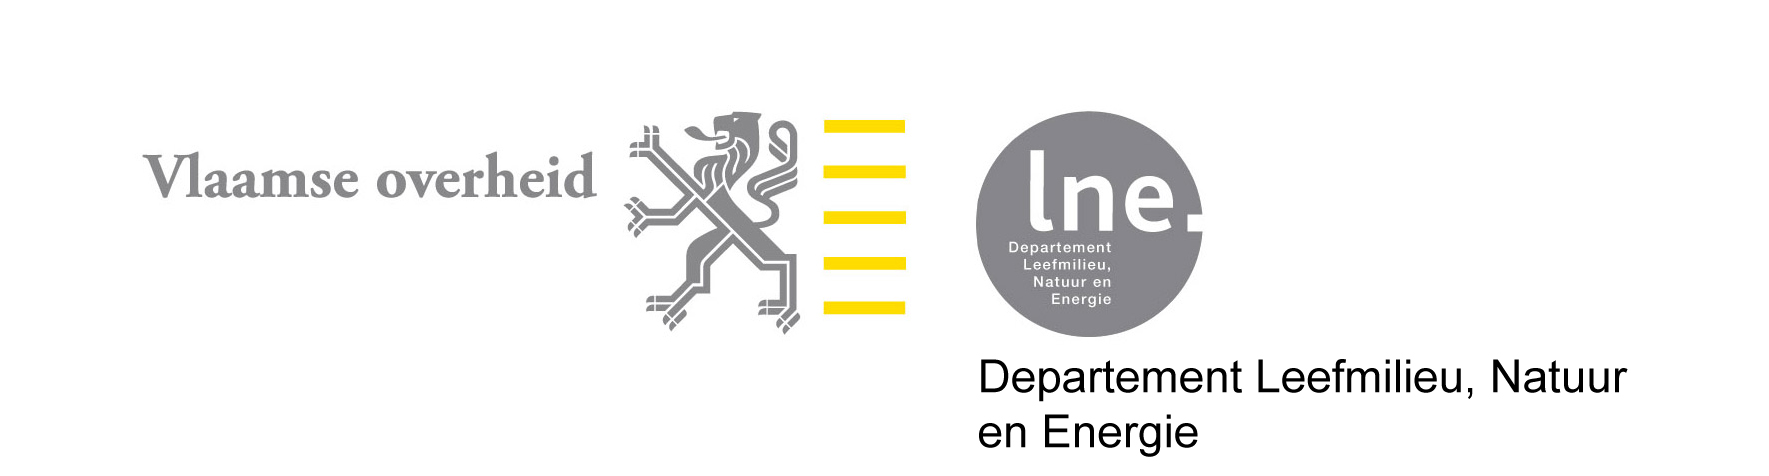 Vlaamse overheid
lne.
Departement
Leefmilieu,
Natuur en
Energie
Departement Leefmilieu, Natuur
en Energie